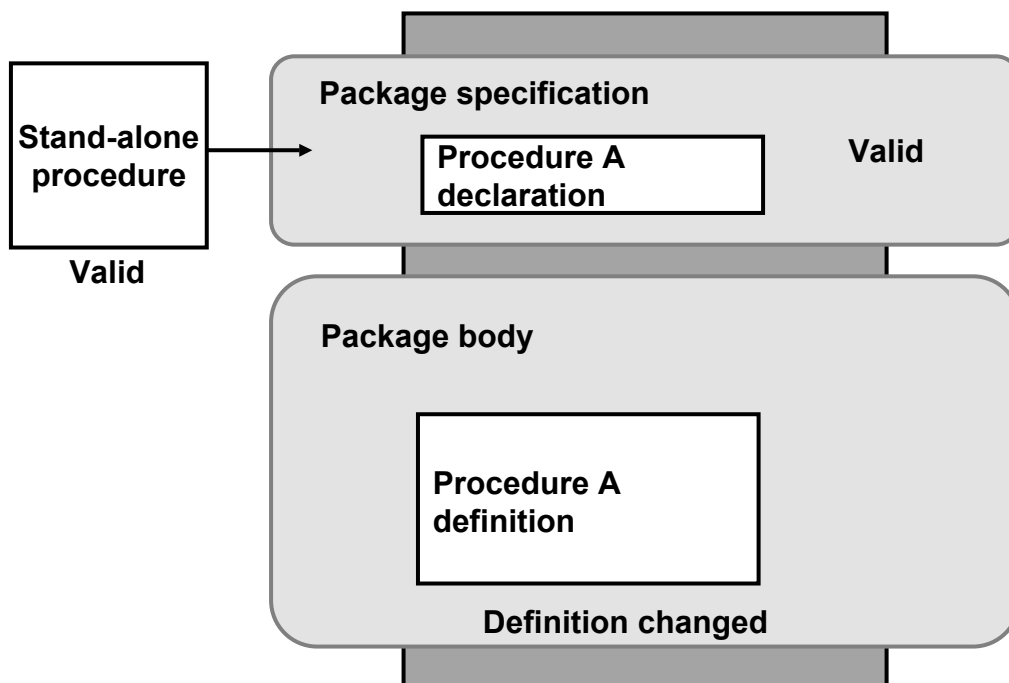 Package specification
Stand-alone
procedure
Procedure A
declaration
Valid
Valid
Package body
Procedure A
definition
Definition changed